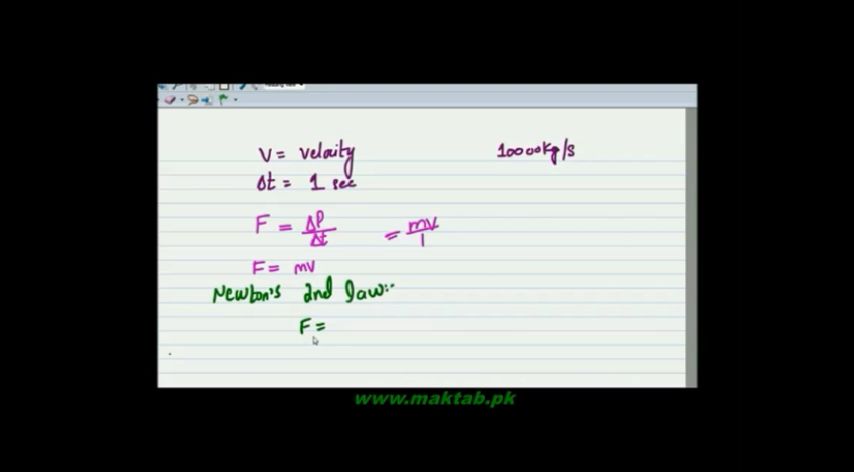 V = velocity 10000Kg/s
Δt = 1 sec
F = ΔP/Δt = mv/1
F = mv
Newton's 2nd law:-
F =
www.maktab.pk